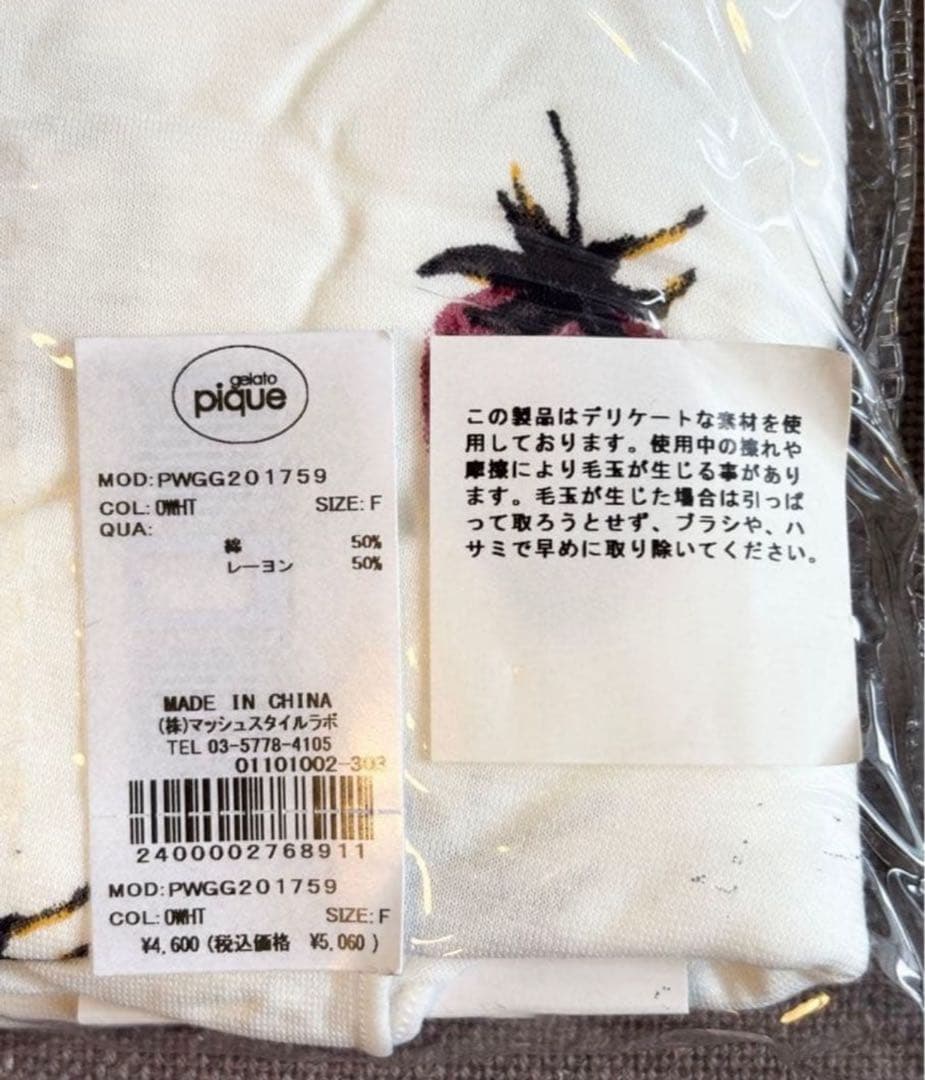 gelato
pique
MOD:PWGG201759
COL:OWHT SIZE:F
QUA:
綿 50%
レーヨン 50%
MADE IN CHINA
(株)マッシュスタイルラボ
TEL 03-5778-4105
01101002-303
2400002768911
MOD:PWGG201759
COL:OWHT SIZE:F
¥4,600(税込価格 ¥5,060)
この製品はデリケートな素材を使
用しております。使用中の擦れや
摩擦により毛玉が生じる事があり
ます。毛玉が生じた場合は引っぱ
って取ろうとせず、ブラシや、ハ
サミで早めに取り除いてください。